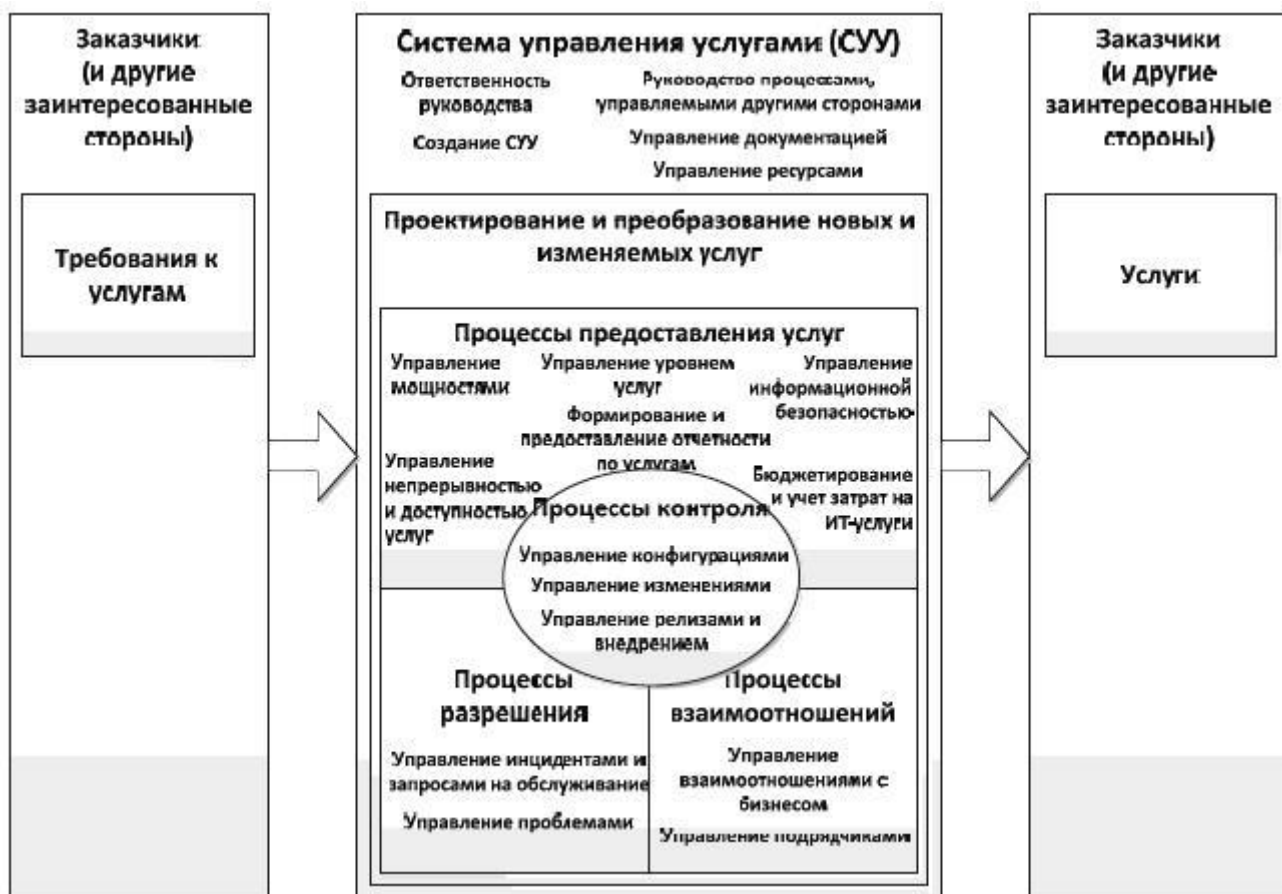 Заказчики
(и другие
заинтересованные
стороны)
Требования к
услугам
Система управления услугами (СУУ)
Ответственность
руководства
Создание СУУ
Руководство процессами,
управляемыми другими сторонами
Управление документацией
Управление ресурсами
Проектирование и преобразование новых и
изменяемых услуг
Процессы предоставления услуг
Управление
мощностями
Управление уровнем
услуг
Управление
информационной
безопасностью
Формирование и
предоставление отчетности
по услугам
Управление
непрерывностью
и доступностью
услуг
Бюджетирование
и учет затрат на
ИТ-услуги
Процессы контроля
Управление конфигурациями
Управление изменениями
Управление релизами и
внедрением
Процессы
разрешения
Управление инцидентами и
запросами на обслуживание
Управление проблемами
Процессы
взаимоотношений
Управление
взаимоотношениями с
бизнесом
Управление подрядчиками
Заказчики
(и другие
заинтересованные
стороны)
Услуги